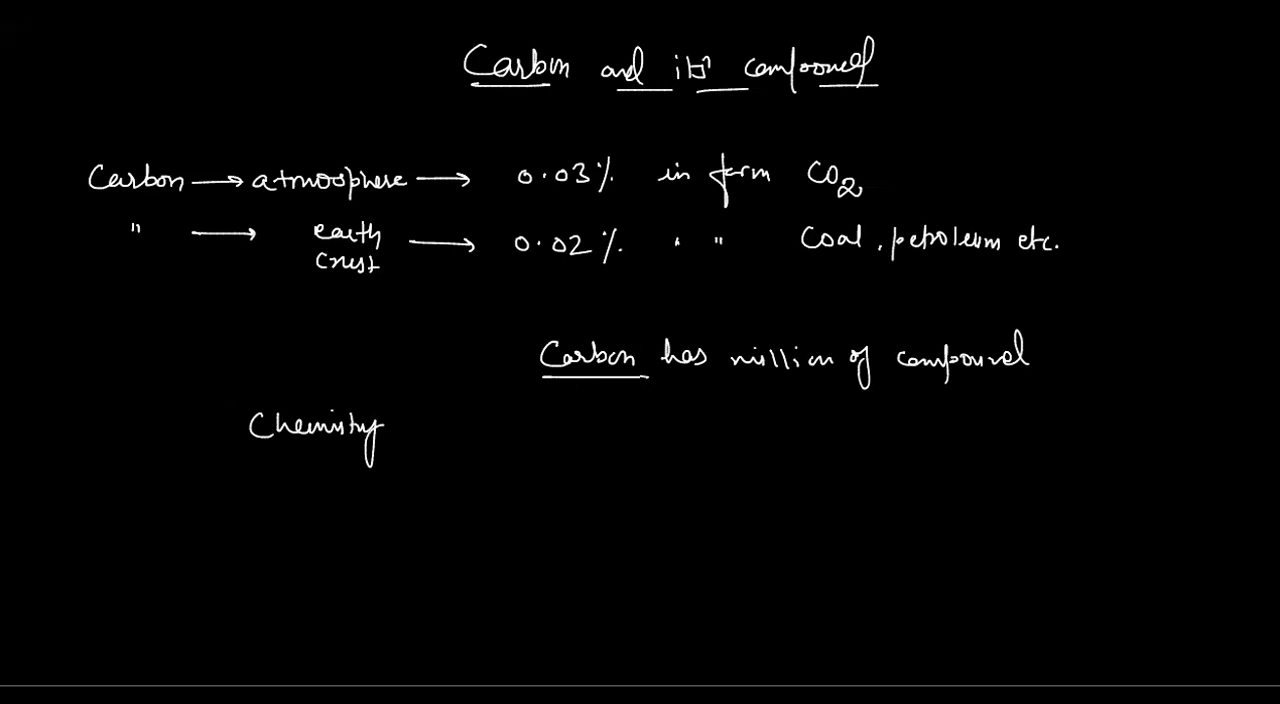 Carbon and its compound
Carbon → atmosphere → 0.03% in form CO₂
" → earth crust → 0.02% " " Coal, petroleum etc.
Carbon has million of compound
Chemistry